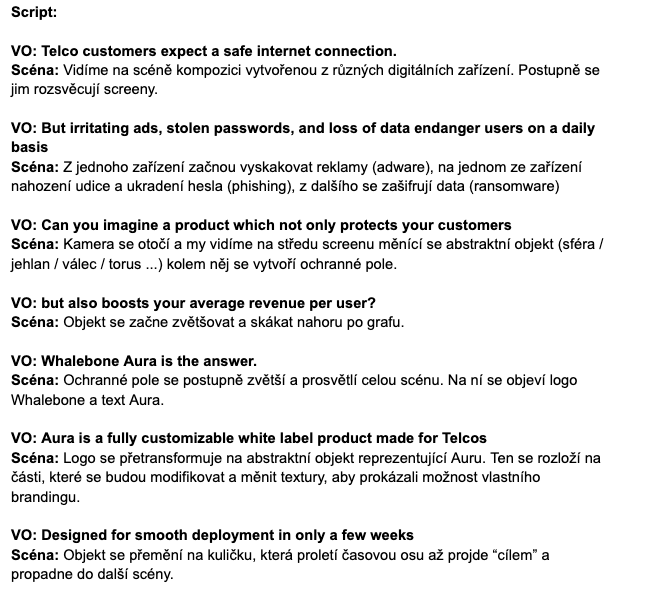 Script:
VO: Telco customers expect a safe internet connection.
Scéna: Vidíme na scéně kompozici vytvořenou z různých digitálních zařízení. Postupně se
jim rozsvěcují screeny.
VO: But irritating ads, stolen passwords, and loss of data endanger users on a daily
basis
Scéna: Z jednoho zařízení začnou vyskakovat reklamy (adware), na jednom ze zařízení
nahození udice a ukradení hesla (phishing), z dalšího se zašifrují data (ransomware)
VO: Can you imagine a product which not only protects your customers
Scéna: Kamera se otočí a my vidíme na středu screenu měnící se abstraktní objekt (sféra /
jehlan / válec / torus ...) kolem něj se vytvoří ochranné pole.
VO: but also boosts your average revenue per user?
Scéna: Objekt se začne zvětšovat a skákat nahoru po grafu.
VO: Whalebone Aura is the answer.
Scéna: Ochranné pole se postupně zvětší a prosvětlí celou scénu. Na ní se objeví logo
Whalebone a text Aura.
VO: Aura is a fully customizable white label product made for Telcos
Scéna: Logo se přetransformuje na abstraktní objekt reprezentující Auru. Ten se rozloží na
části, které se budou modifikovat a měnit textury, aby prokázali možnost vlastního
brandingu.
VO: Designed for smooth deployment in only a few weeks
Scéna: Objekt se přemění na kuličku, která proletí časovou osu až projde “cílem” a
propadne do další scény.